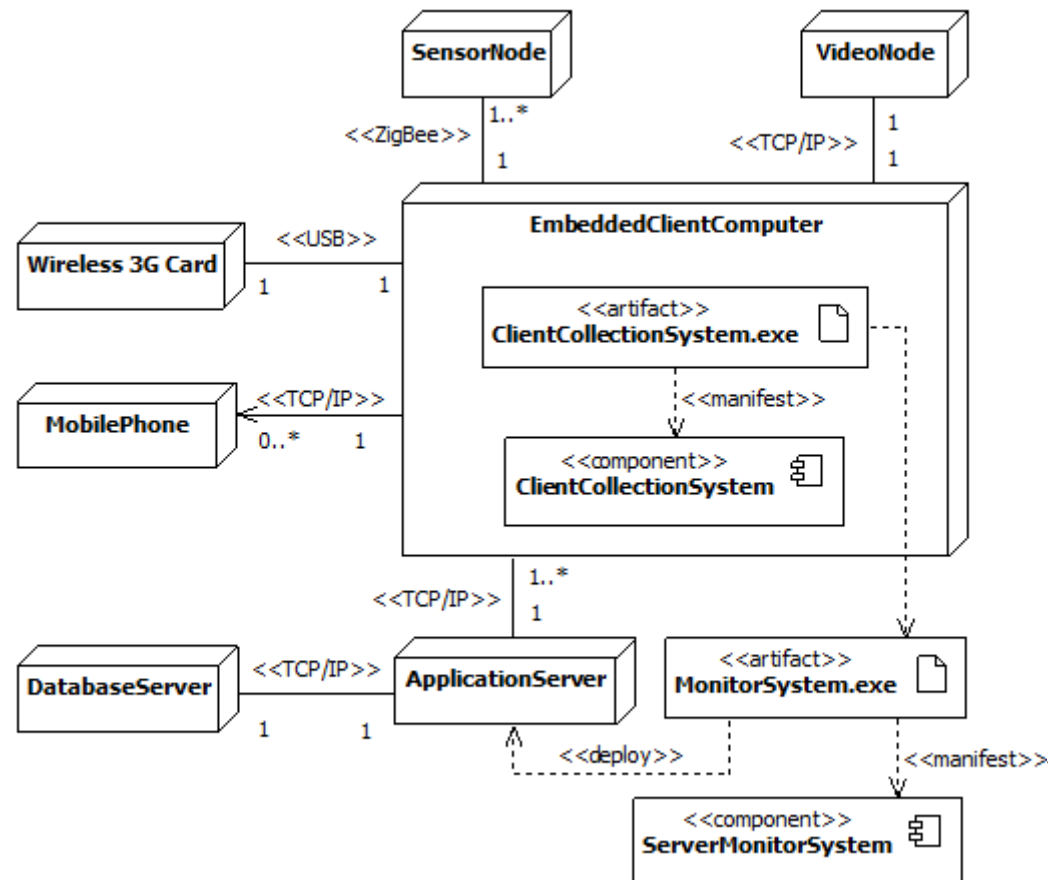 SensorNode
VideoNode
1..*
<<ZigBee>>
1
1
<<TCP/IP>>
1
EmbeddedClientComputer
<<USB>>
Wireless 3G Card
1
1
<<artifact>>
ClientCollectionSystem.exe
<<manifest>>
<<TCP/IP>>
MobilePhone
0..*
1
<<component>>
ClientCollectionSystem
1..*
<<TCP/IP>>
1
<<TCP/IP>>
DatabaseServer
1
1
ApplicationServer
<<artifact>>
MonitorSystem.exe
<<deploy>>
<<manifest>>
<<component>>
ServerMonitorSystem